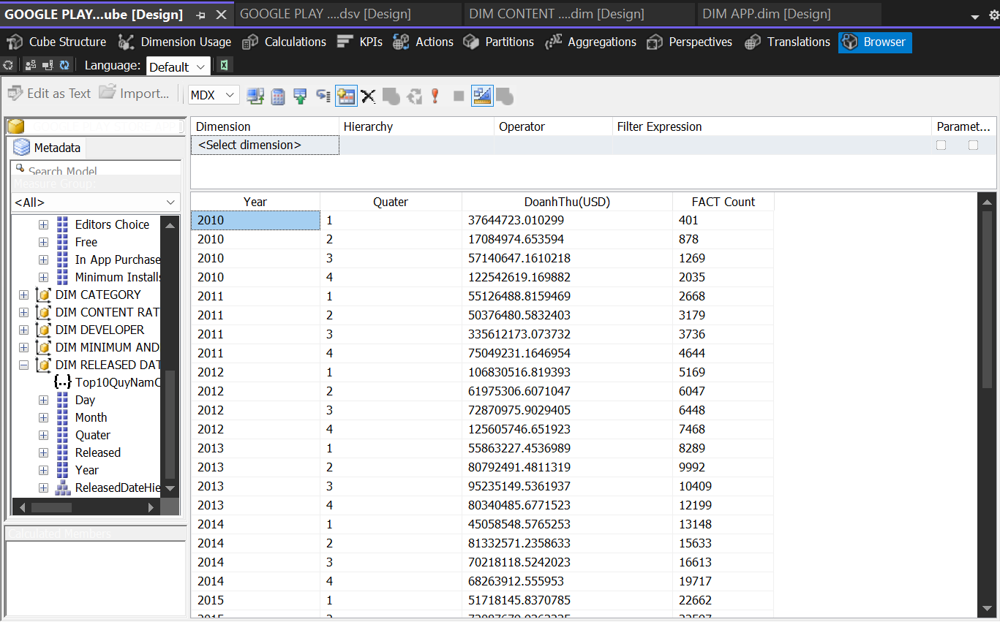 GOOGLE PLAY...ube [Design]
GOOGLE PLAY ....dsv [Design]
DIM CONTENT ....dim [Design]
DIM APP.dim [Design]
Cube Structure
Dimension Usage
Calculations
KPIs
Actions
Partitions
Aggregations
Perspectives
Translations
Browser
Language: Default
Edit as Text
Import...
MDX
Metadata
Search Model
Measure Group:
<All>
Editors Choice
Free
In App Purchase
Minimum Installs
DIM CATEGORY
DIM CONTENT RAT
DIM DEVELOPER
DIM MINIMUM AND
DIM RELEASED DAT
Top10QuyNamC
Day
Month
Quater
Released
Year
ReleasedDateHie
Calculated Members
Dimension Hierarchy Operator Filter Expression Paramet...
<Select dimension>
Year Quater DoanhThu(USD) FACT Count
2010 1 37644723.010299 401
2010 2 17084974.653594 878
2010 3 57140647.1610218 1269
2010 4 122542619.169882 2035
2011 1 55126488.8159469 2668
2011 2 50376480.5832403 3179
2011 3 335612173.073732 3736
2011 4 75049231.1646954 4644
2012 1 106830516.819393 5169
2012 2 61975306.6071047 6047
2012 3 72870975.9029405 6448
2012 4 125605746.651923 7468
2013 1 55863227.4536989 8289
2013 2 80792491.4811319 9992
2013 3 95235149.5361937 10409
2013 4 80340485.6771523 12199
2014 1 45058548.5765253 13148
2014 2 81332571.2358633 15633
2014 3 70218118.5242023 16613
2014 4 68263912.555953 19717
2015 1 51718145.8370785 22662